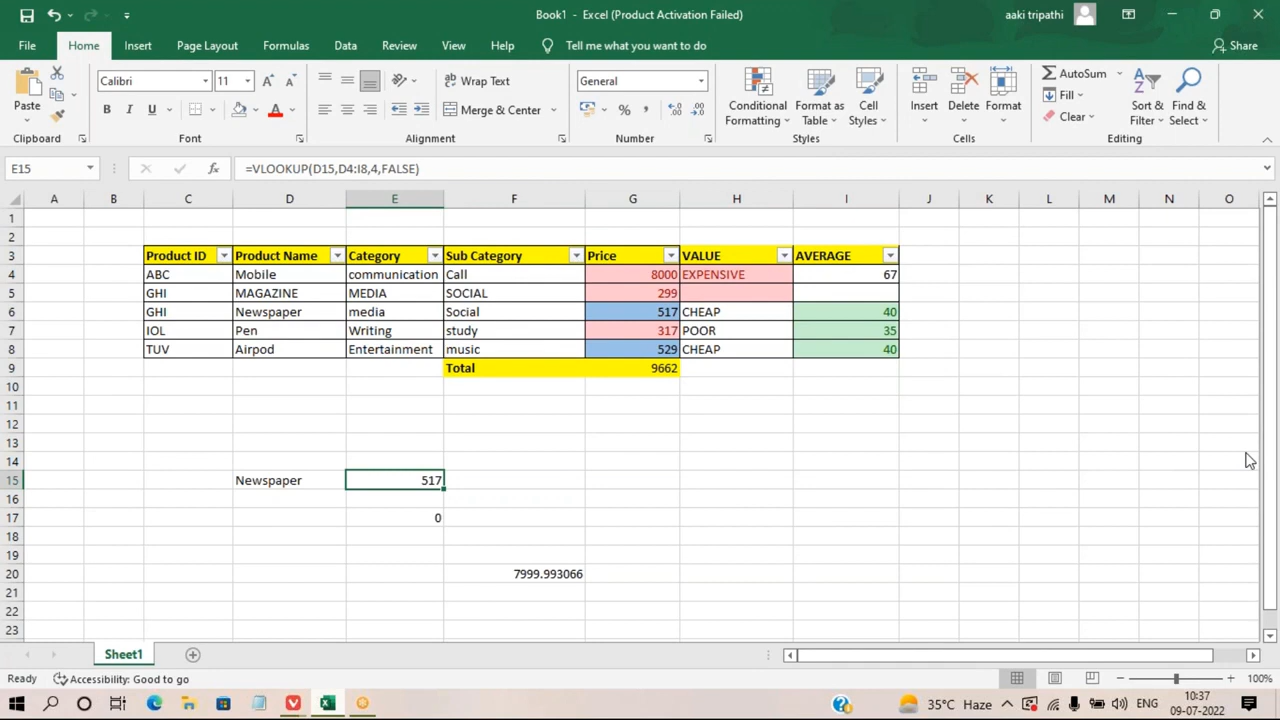 Book1 - Excel (Product Activation Failed) aaki tripathi
File Home Insert Page Layout Formulas Data Review View Help Tell me what you want to do Share
Paste Calibri 11 Wrap Text General Conditional Formatting Format as Table Cell Styles Insert Delete Format AutoSum Sort & Filter Find & Select
B I U Merge & Center % Fill
Clear
Clipboard Font Alignment Number Styles Cells Editing
E15 fx =VLOOKUP(D15,D4:I8,4,FALSE)
A B C D E F G H I J K L M N O
1
2
3 Product ID Product Name Category Sub Category Price VALUE AVERAGE
4 ABC Mobile communication Call 8000 EXPENSIVE 67
5 GHI MAGAZINE MEDIA SOCIAL 299
6 GHI Newspaper media Social 517 CHEAP 40
7 IOL Pen Writing study 317 POOR 35
8 TUV Airpod Entertainment music 529 CHEAP 40
9 Total 9662
10
11
12
13
14
15 Newspaper 517
16
17 0
18
19
20 7999.993066
21
22
23
Sheet1
Ready Accessibility: Good to go 100%
35°C Haze 10:37
09-07-2022